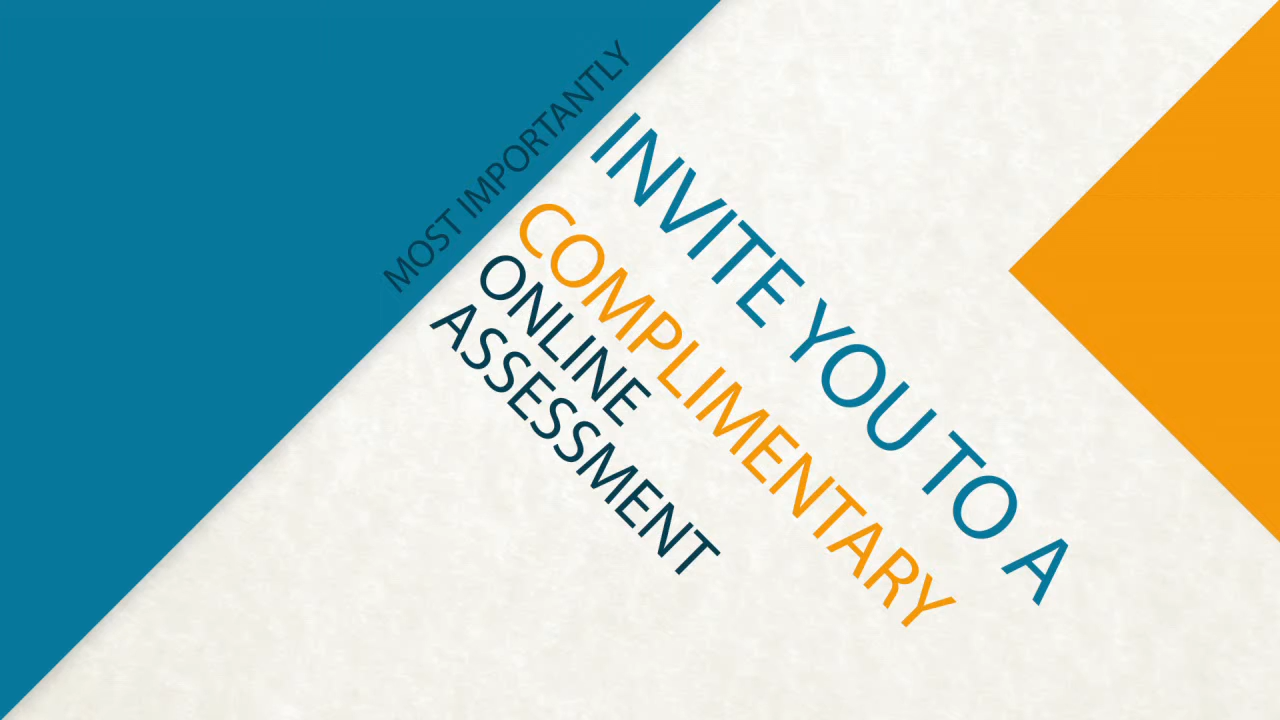 MOST IMPORTANTLY
INVITE YOU TO A
COMPLIMENTARY
ONLINE
ASSESSMENT